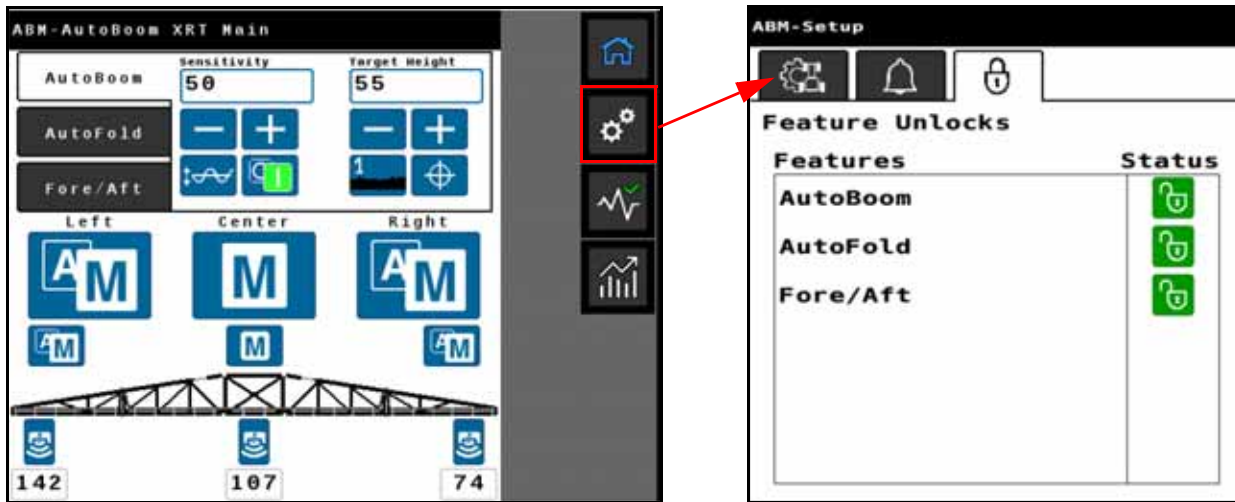 ABM-AutoBoom XRT Main
Sensitivity
Target Height
AutoBoom
50
55
AutoFold
1
Fore/Aft
Left
Center
Right
A M
M
A M
A M
M
A M
142
107
74
ABM-Setup
Feature Unlocks
Features
Status
AutoBoom
AutoFold
Fore/Aft